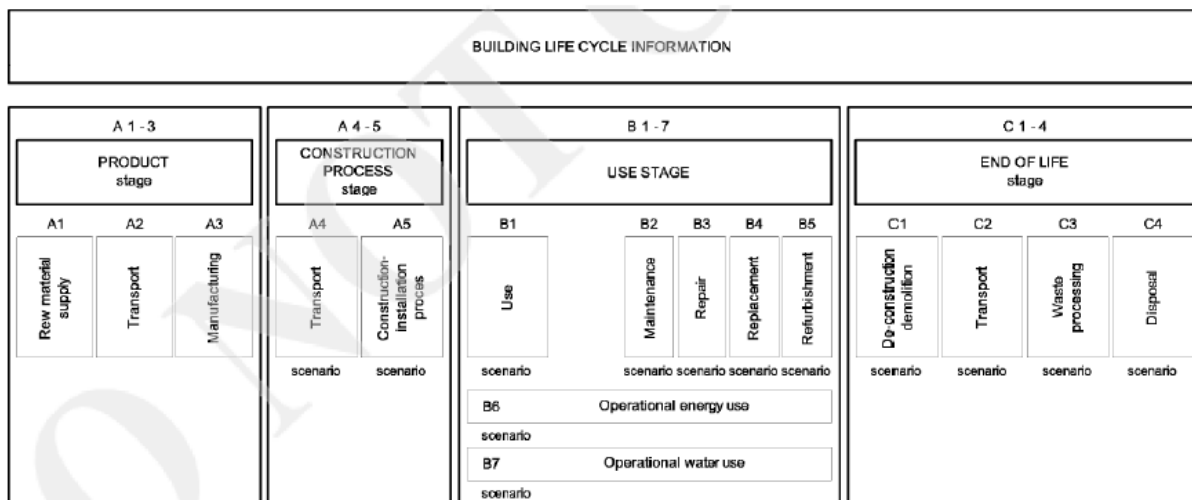 BUILDING LIFE CYCLE INFORMATION
A 1 - 3
PRODUCT
stage
A1
A2
A3
Rew material
supply
Transport
Manufacturing
A 4 - 5
CONSTRUCTION
PROCESS
stage
A4
A5
Transport
Construction-
installation
proces
scenario
scenario
B 1 - 7
USE STAGE
B1
B2
B3
B4
B5
Use
Maintenance
Repair
Replacement
Refurbishment
scenario
scenario
scenario
scenario
scenario
B6 Operational energy use
scenario
B7 Operational water use
scenario
C 1 - 4
END OF LIFE
stage
C1
C2
C3
C4
De-construction
demolition
Transport
Waste
processing
Disposal
scenario
scenario
scenario
scenario